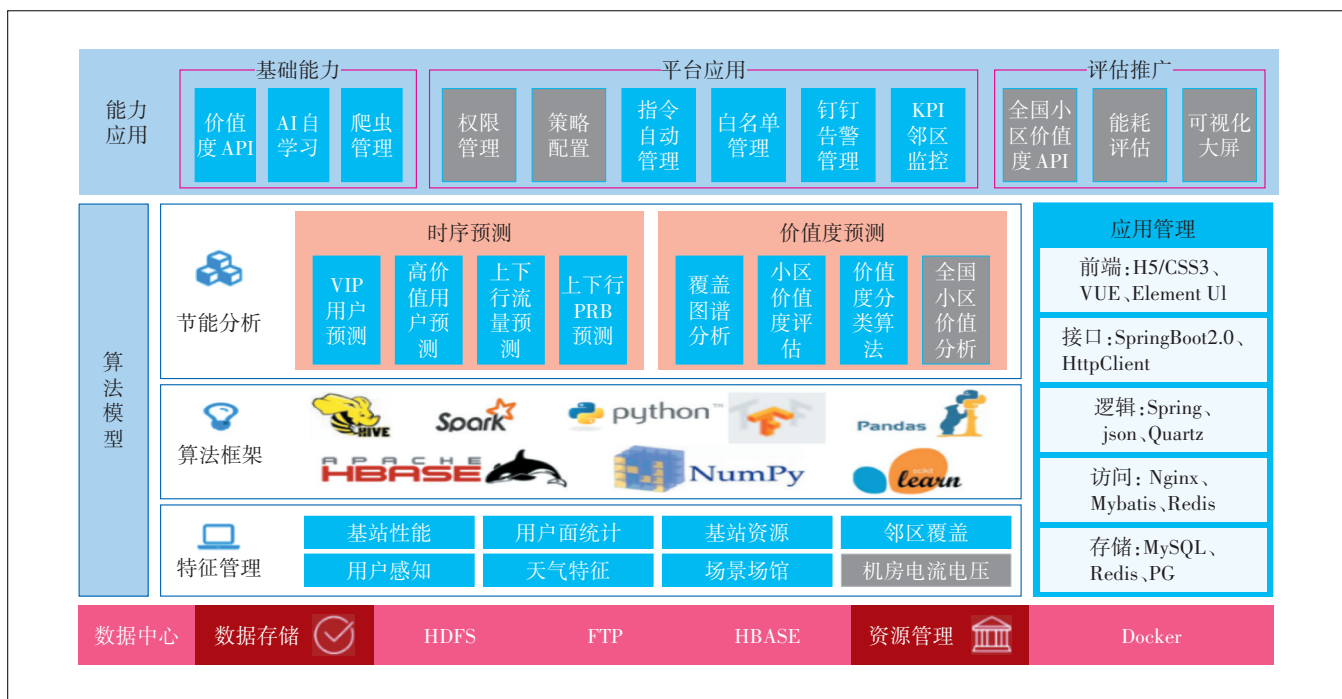 基础能力
平台应用
评估推广
能力
应用
价值
度 API
AI 自
学习
爬虫
管理
权限
管理
策略
配置
指令
自动
管理
白名单
管理
钉钉
告警
管理
KPI
邻区
监控
全国小
区价值
度 API
能耗
评估
可视化
大屏
算
法
模
型
节能分析
时序预测
VIP
用户
预测
高价
值用
户预
测
上下
行流
量预
测
上下行
PRB
预测
价值度预测
覆盖
图谱
分析
小区
价值
度评
估
价值
度分
类算
法
全国
小区
价值
分析
算法框架
HIVE
Spark
python™
Pandas
APACHE
HBASE
NumPy
scikit
learn
特征管理
基站性能
用户面统计
基站资源
邻区覆盖
用户感知
天气特征
场景场馆
机房电流电压
应用管理
前端:H5/CSS3、
VUE、Element Ul
接口:SpringBoot2.0、
HttpClient
逻辑:Spring、
json、Quartz
访问: Nginx、
Mybatis、Redis
存储:MySQL、
Redis、PG
数据中心
数据存储
HDFS
FTP
HBASE
资源管理
Docker